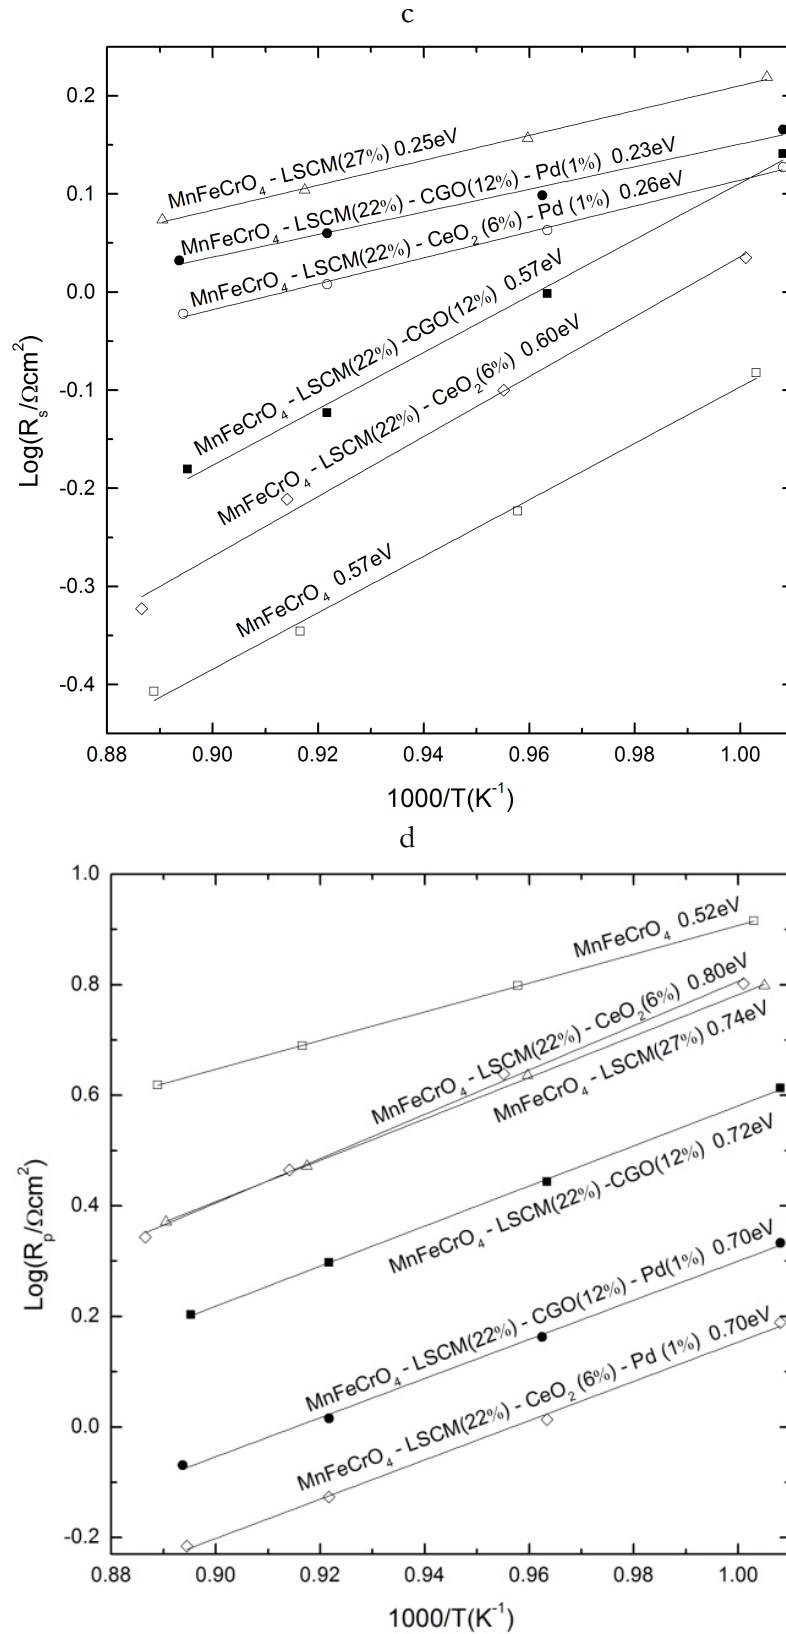 c
0.2
0.1
0.0
-0.1
-0.2
-0.3
-0.4
Log(Rs/Ωcm²)
MnFeCrO₄ - LSCM(27%) 0.25eV
MnFeCrO₄ - LSCM(22%) - CGO(12%) - Pd(1%) 0.23eV
MnFeCrO₄ - LSCM(22%) - CeO₂ (6%) - Pd (1%) 0.26eV
MnFeCrO₄ - LSCM(22%) -CGO(12%) 0.57eV
MnFeCrO₄ - LSCM(22%) - CeO₂(6%) 0.60eV
MnFeCrO₄ 0.57eV
0.88 0.90 0.92 0.94 0.96 0.98 1.00
1000/T(K⁻¹)
d
1.0
0.8
0.6
0.4
0.2
0.0
-0.2
Log(Rp/Ωcm²)
MnFeCrO₄ 0.52eV
MnFeCrO₄ - LSCM(22%) - CeO₂(6%) 0.80eV
MnFeCrO₄ - LSCM(27%) 0.74eV
MnFeCrO₄ - LSCM(22%) -CGO(12%) 0.72eV
MnFeCrO₄ - LSCM(22%) - CGO(12%) - Pd(1%) 0.70eV
MnFeCrO₄ - LSCM(22%) - CeO₂ (6%) - Pd (1%) 0.70eV
0.88 0.90 0.92 0.94 0.96 0.98 1.00
1000/T(K⁻¹)